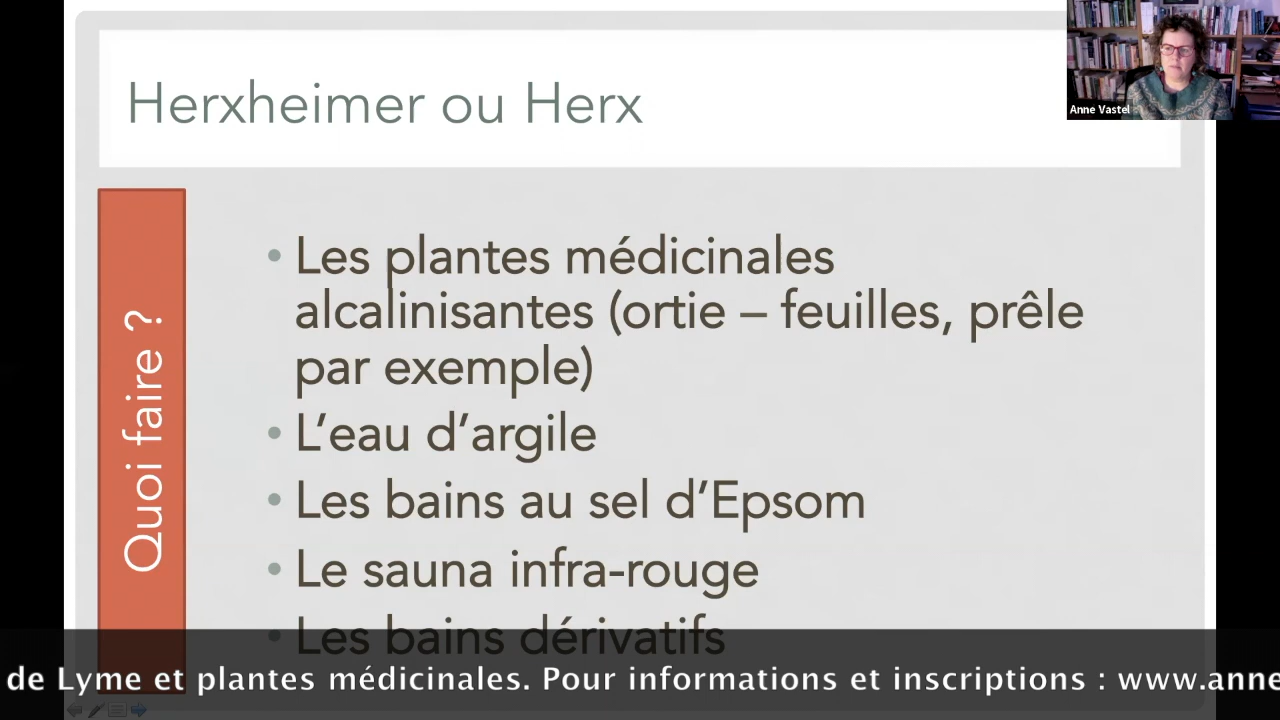 Herxheimer ou Herx
Anne Vastel
Quoi faire ?
• Les plantes médicinales
alcalinisantes (ortie – feuilles, prêle
par exemple)
• L’eau d’argile
• Les bains au sel d’Epsom
• Le sauna infra-rouge
• Les bains dérivatifs
de Lyme et plantes médicinales. Pour informations et inscriptions : www.anne